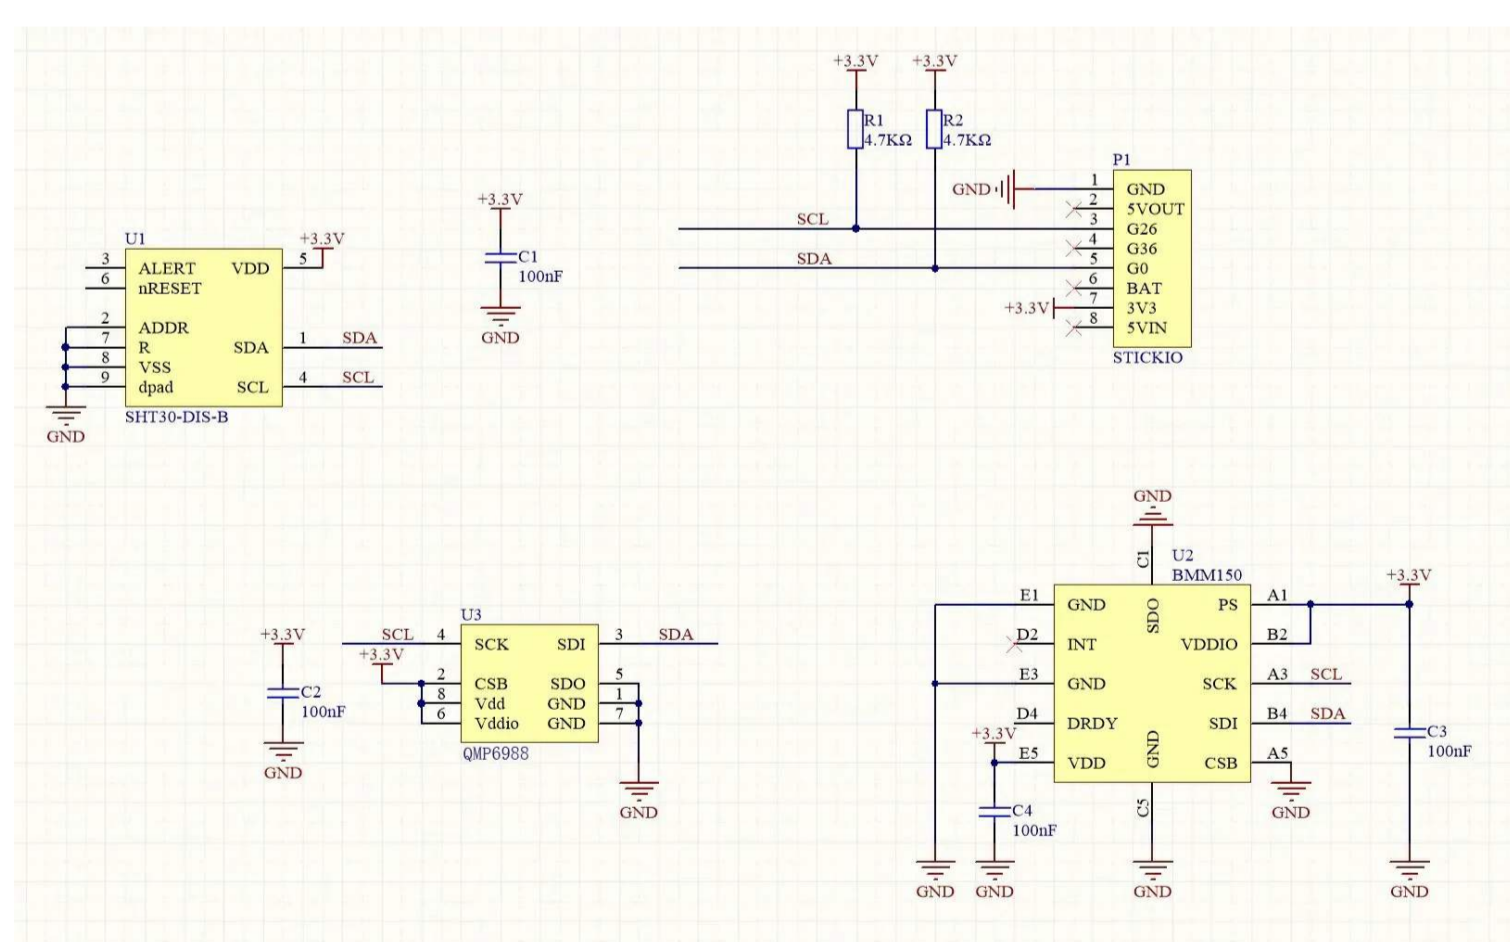 +3.3V +3.3V
R1
4.7KΩ
R2
4.7KΩ
P1
GND
1 GND
2 5VOUT
SCL
3 G26
4 G36
SDA
5 G0
6 BAT
+3.3V
7 3V3
8 5VIN
STICKIO
U1
+3.3V
3 ALERT
VDD 5
6 nRESET
2 ADDR
7 R
SDA 1 SDA
8 VSS
9 dpad
SCL 4 SCL
SHT30-DIS-B
GND
+3.3V
C1
100nF
GND
+3.3V
C2
100nF
GND
U3
SCL 4 SCK
SDI 3 SDA
+3.3V
2 CSB
SDO 5
8 Vdd
GND 1
6 Vddio
GND 7
QMP6988
GND
GND
C1
U2
BMM150
+3.3V
E1 GND
SDO
PS A1
D2 INT
VDDIO B2
E3 GND
SCK A3 SCL
D4 DRDY
SDI B4 SDA
+3.3V
E5 VDD
GND
CSB A5
GND
C4
100nF
C5
C3
100nF
GND GND GND GND